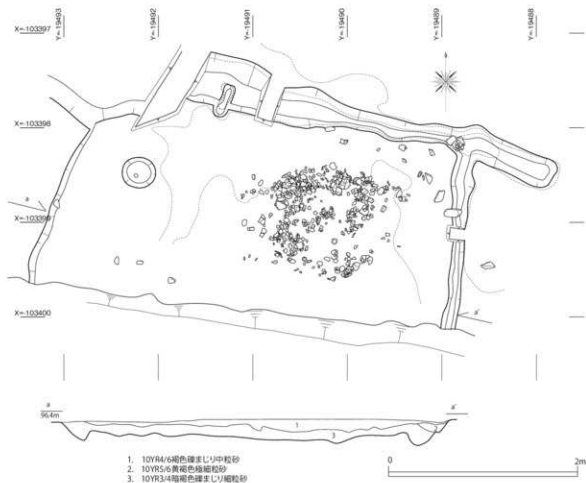 Y=-19493
Y=-19492
Y=-19491
Y=-19490
Y=-19489
Y=-19488
X=-103397
X=-103398
X=-103399
X=-103400
a
a'
a
a'
96.4m
1
2
3
1. 10YR4/6褐色礫まじり中粒砂
2. 10YR5/6黄褐色極細粒砂
3. 10YR3/4暗褐色礫まじり細粒砂
0
2m